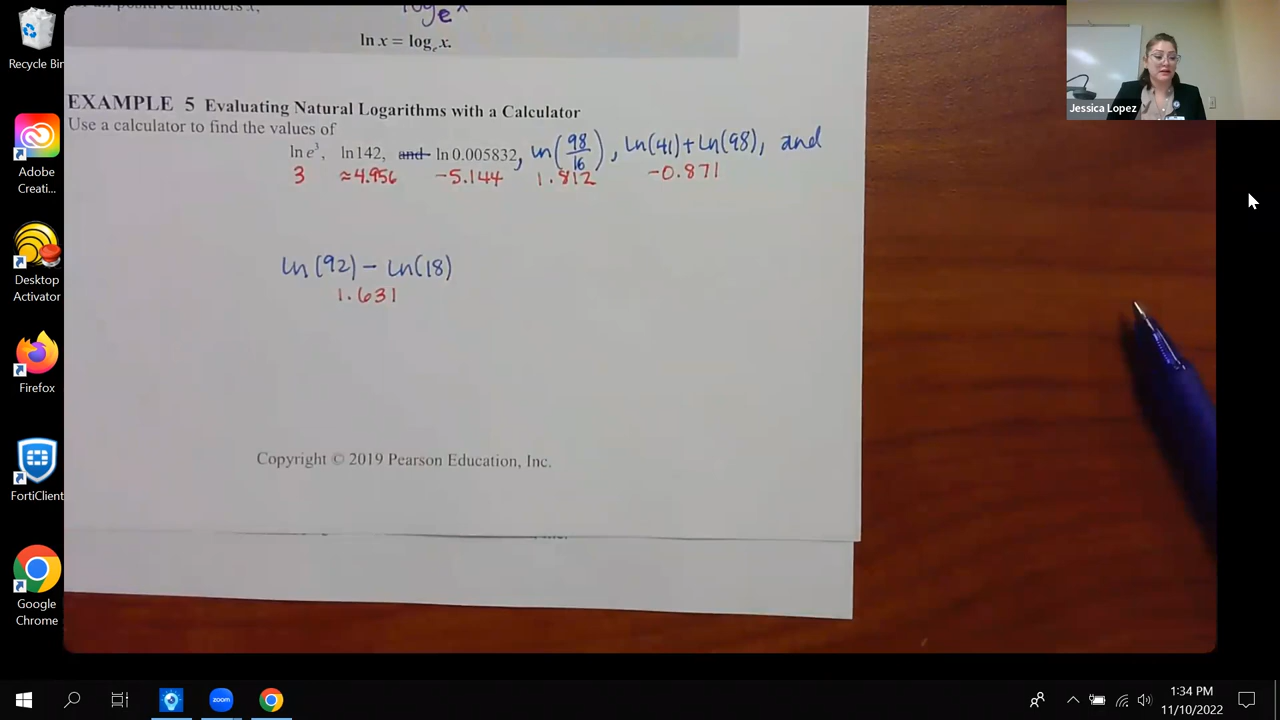 Recycle Bin
Adobe
Creati...
Desktop
Activator
Firefox
FortiClient
Google
Chrome
ln x = logₑ x.
EXAMPLE 5 Evaluating Natural Logarithms with a Calculator
Use a calculator to find the values of
ln e³, ln 142, and ln 0.005832, ln(98/16), ln(41)+ln(98), and
3 ≈4.956 -5.144 1.812 -0.871
ln(92) - ln(18)
1.631
Copyright © 2019 Pearson Education, Inc.
Jessica Lopez
zoom
1:34 PM
11/10/2022